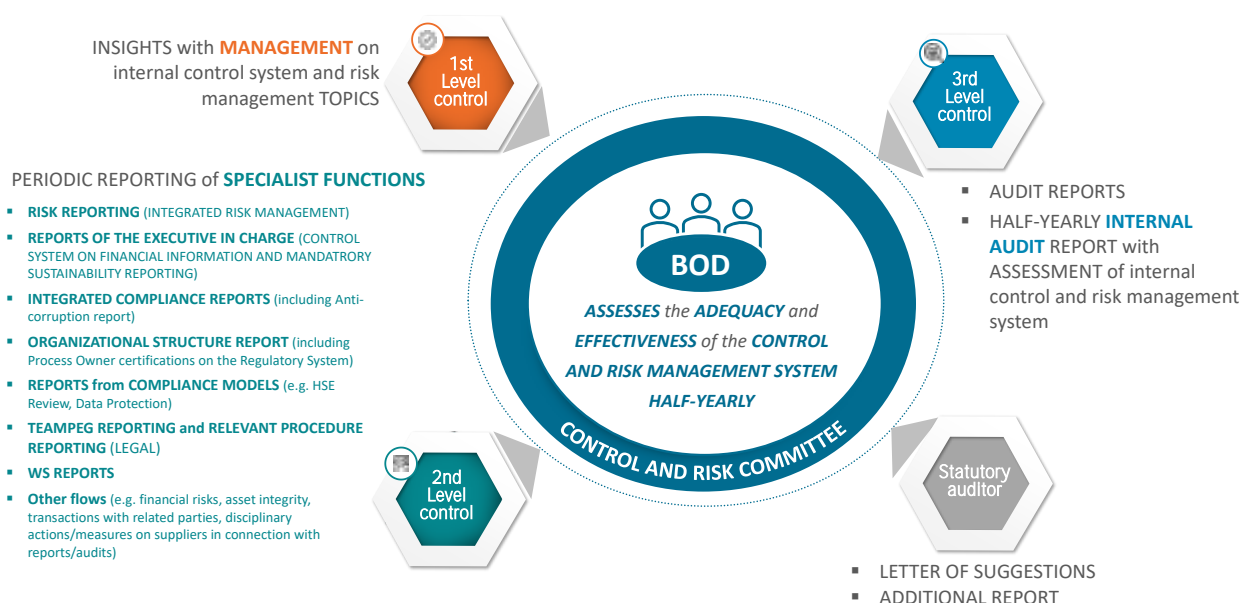 INSIGHTS with MANAGEMENT on
internal control system and risk
management TOPICS
1st
Level
control
3rd
Level
control
PERIODIC REPORTING of SPECIALIST FUNCTIONS
▪ RISK REPORTING (INTEGRATED RISK MANAGEMENT)
▪ REPORTS OF THE EXECUTIVE IN CHARGE (CONTROL
SYSTEM ON FINANCIAL INFORMATION AND MANDATRORY
SUSTAINABILITY REPORTING)
▪ INTEGRATED COMPLIANCE REPORTS (including Anti-
corruption report)
▪ ORGANIZATIONAL STRUCTURE REPORT (including
Process Owner certifications on the Regulatory System)
▪ REPORTS from COMPLIANCE MODELS (e.g. HSE
Review, Data Protection)
▪ TEAMPEG REPORTING and RELEVANT PROCEDURE
REPORTING (LEGAL)
▪ WS REPORTS
▪ Other flows (e.g. financial risks, asset integrity,
transactions with related parties, disciplinary
actions/measures on suppliers in connection with
reports/audits)
BOD
ASSESSES the ADEQUACY and
EFFECTIVENESS of the CONTROL
AND RISK MANAGEMENT SYSTEM
HALF-YEARLY
CONTROL AND RISK COMMITTEE
▪ AUDIT REPORTS
▪ HALF-YEARLY INTERNAL
AUDIT REPORT with
ASSESSMENT of internal
control and risk management
system
2nd
Level
control
Statutory
auditor
▪ LETTER OF SUGGESTIONS
▪ ADDITIONAL REPORT